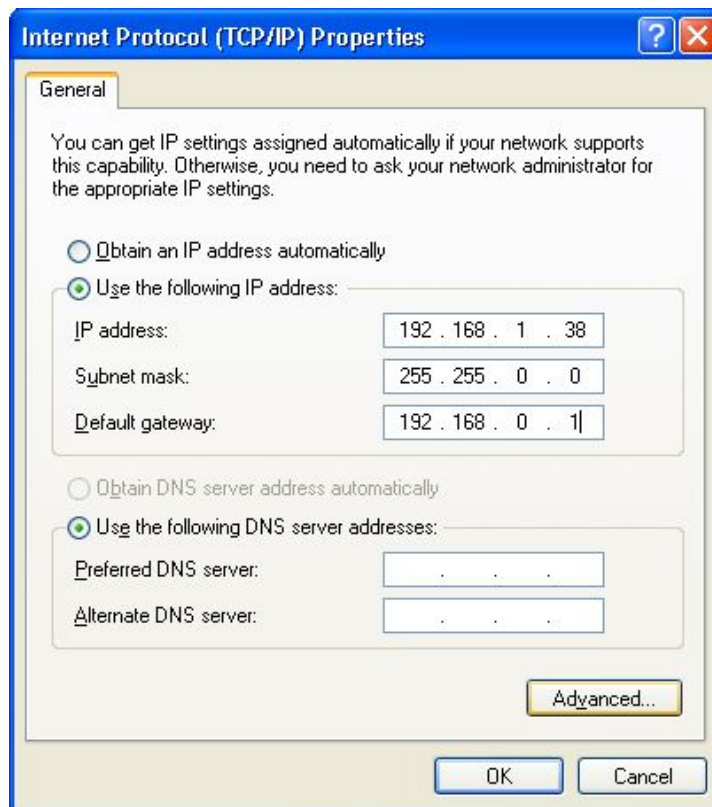 Internet Protocol (TCP/IP) Properties
General
You can get IP settings assigned automatically if your network supports
this capability. Otherwise, you need to ask your network administrator for
the appropriate IP settings.
Obtain an IP address automatically
Use the following IP address:
IP address: 192 . 168 . 1 . 38
Subnet mask: 255 . 255 . 0 . 0
Default gateway: 192 . 168 . 0 . 1
Obtain DNS server address automatically
Use the following DNS server addresses:
Preferred DNS server: . . .
Alternate DNS server: . . .
Advanced...
OK Cancel